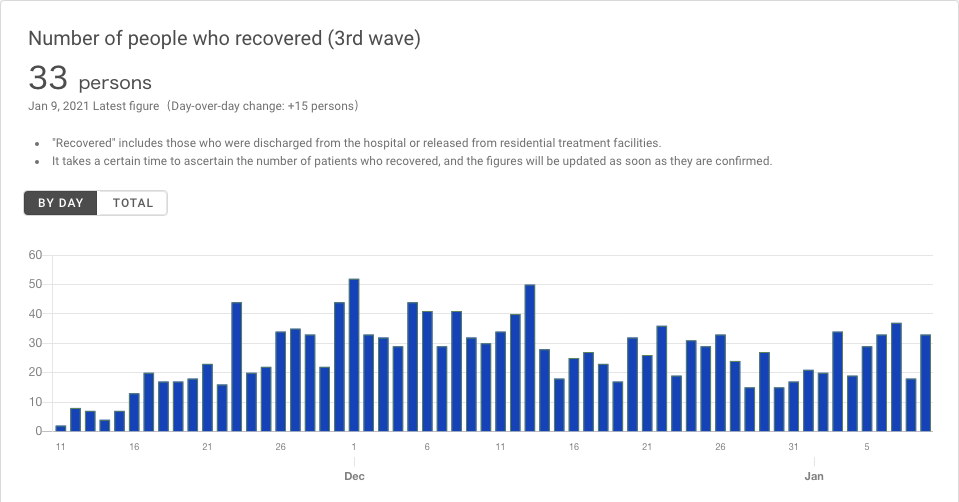 Number of people who recovered (3rd wave)
33 persons
Jan 9, 2021 Latest figure (Day-over-day change: +15 persons)
• "Recovered" includes those who were discharged from the hospital or released from residential treatment facilities.
• It takes a certain time to ascertain the number of patients who recovered, and the figures will be updated as soon as they are confirmed.
BY DAY TOTAL
60
50
40
30
20
10
0
11 16 21 26 1 6 11 16 21 26 31 5
Dec Jan